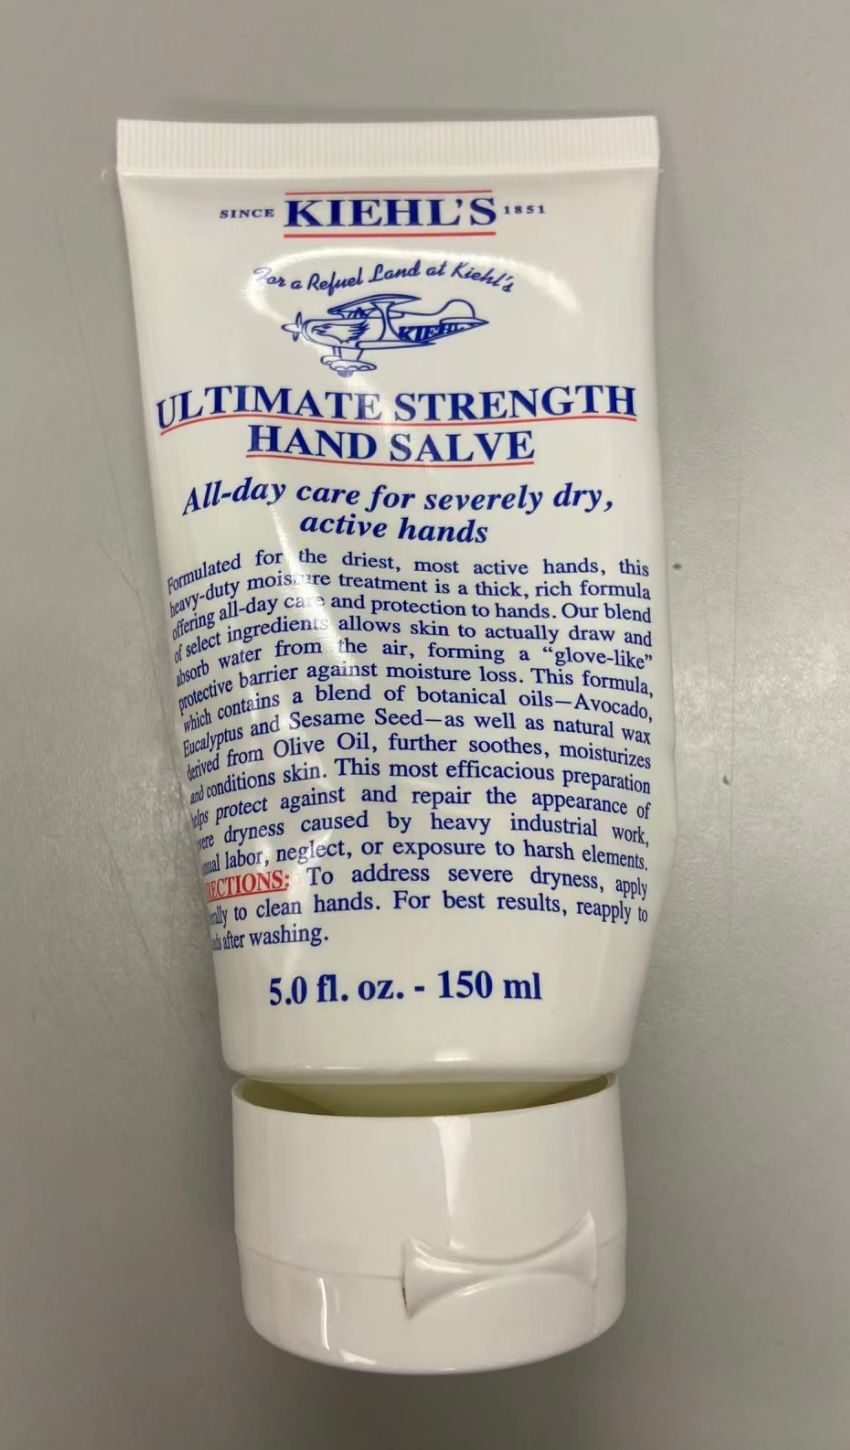 SINCE KIEHL'S 1851
For a Refuel Land at Kiehl's
KIEHL'S
ULTIMATE STRENGTH
HAND SALVE
All-day care for severely dry,
active hands
Formulated for the driest, most active hands, this
heavy-duty moisture treatment is a thick, rich formula
offering all-day care and protection to hands. Our blend
of select ingredients allows skin to actually draw and
absorb water from the air, forming a “glove-like”
protective barrier against moisture loss. This formula,
which contains a blend of botanical oils—Avocado,
Eucalyptus and Sesame Seed—as well as natural wax
derived from Olive Oil, further soothes, moisturizes
and conditions skin. This most efficacious preparation
helps protect against and repair the appearance of
dryness caused by heavy industrial work,
labor, neglect, or exposure to harsh elements.
To address severe dryness, apply
to clean hands. For best results, reapply to
after washing.
5.0 fl. oz. - 150 ml